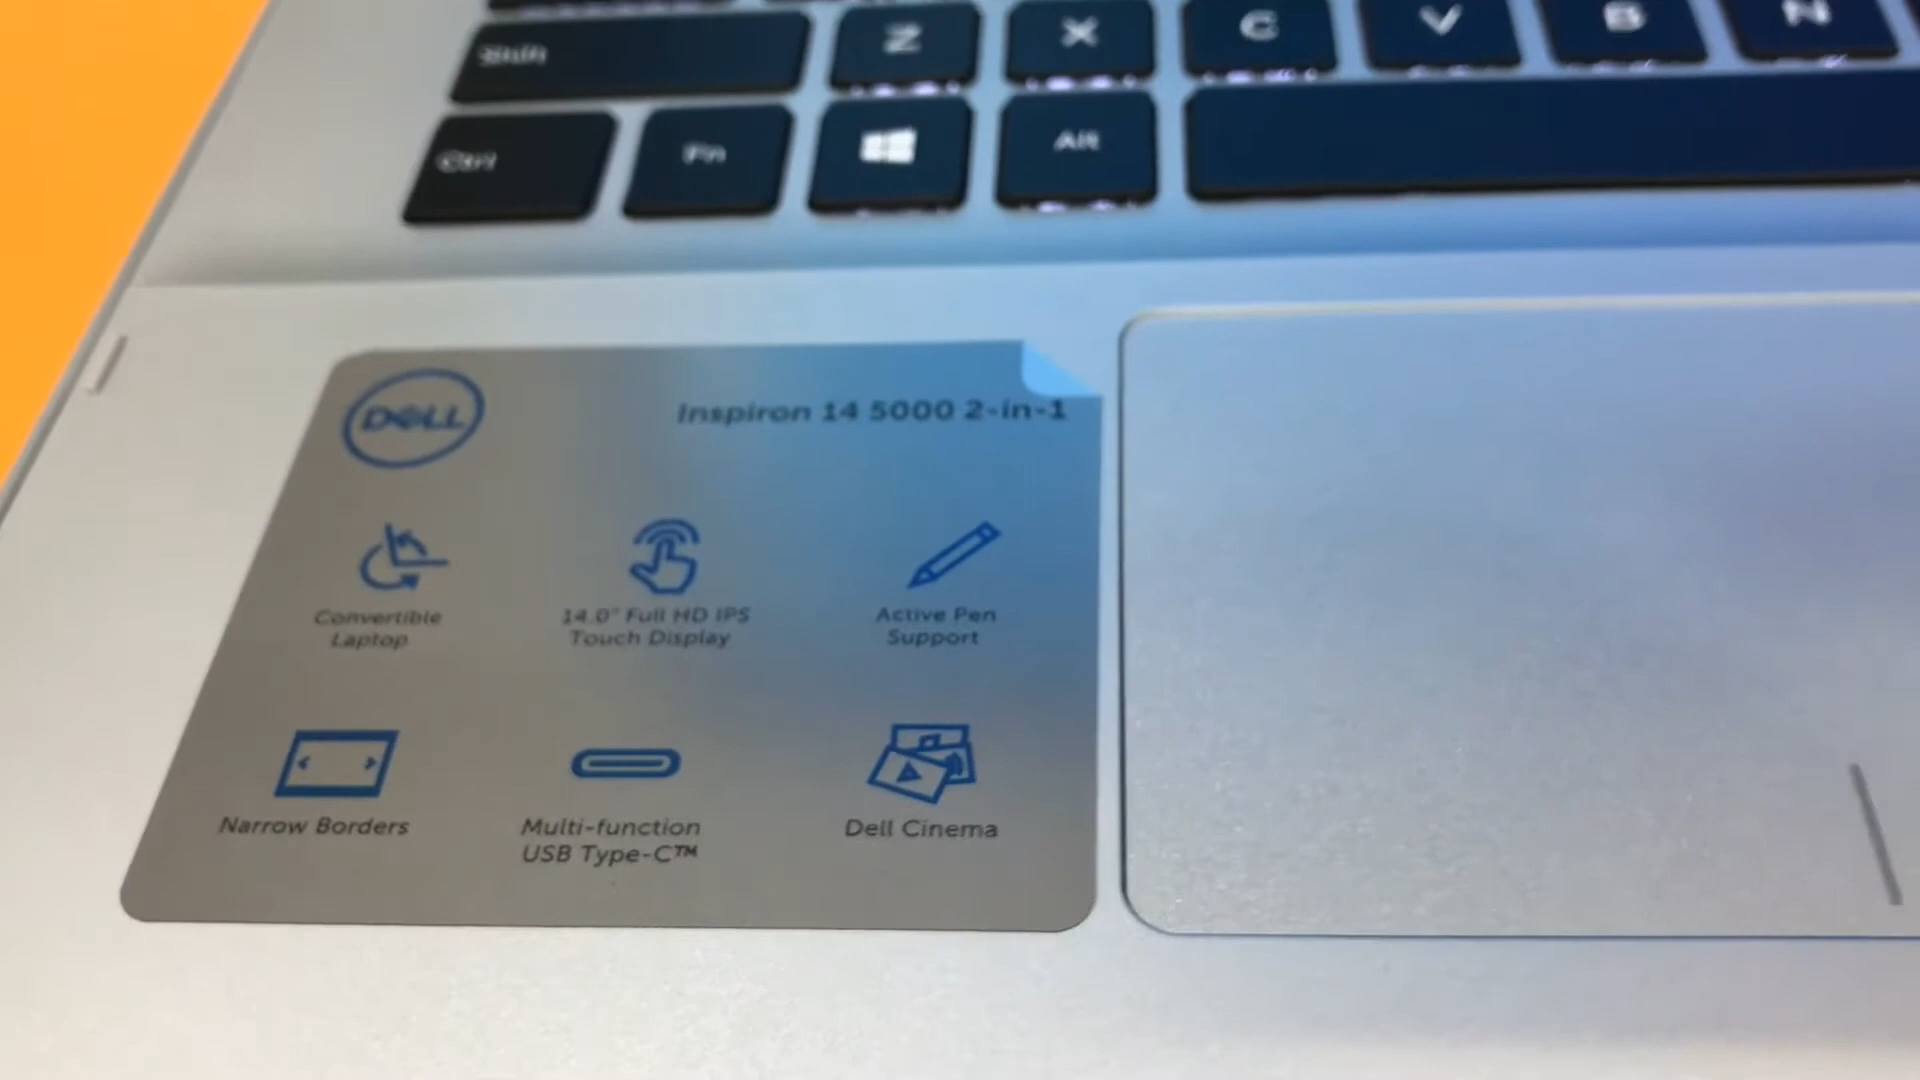 Shift
Z
X
C
V
B
N
Ctrl
Fn
Alt
DELL
Inspiron 14 5000 2-in-1
Convertible
Laptop
14.0" Full HD IPS
Touch Display
Active Pen
Support
Narrow Borders
Multi-function
USB Type-C™
Dell Cinema